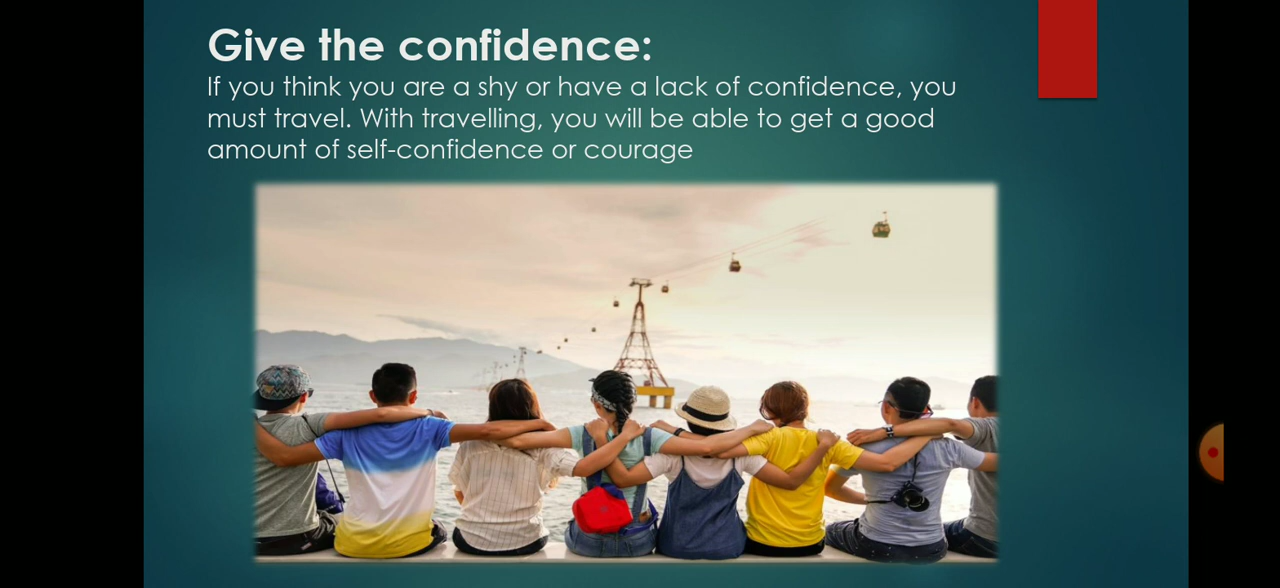 Give the confidence:
If you think you are a shy or have a lack of confidence, you
must travel. With travelling, you will be able to get a good
amount of self-confidence or courage